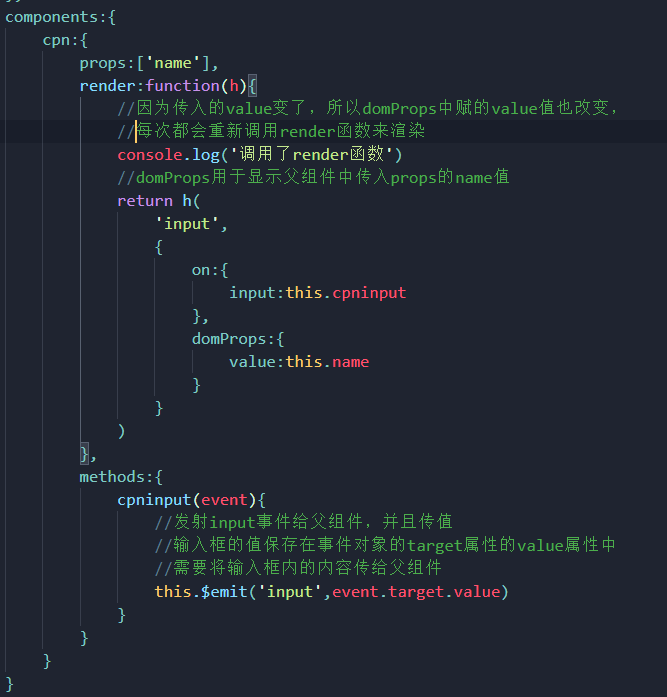 components:{
cpn:{
props:['name'],
render:function(h){
//因为传入的value变了，所以domProps中赋的value值也改变，
//每次都会重新调用render函数来渲染
console.log('调用了render函数')
//domProps用于显示父组件中传入props的name值
return h(
'input',
{
on:{
input:this.cpninput
},
domProps:{
value:this.name
}
}
)
},
methods:{
cpninput(event){
//发射input事件给父组件，并且传值
//输入框的值保存在事件对象的target属性的value属性中
//需要将输入框内的内容传给父组件
this.$emit('input',event.target.value)
}
}
}
}